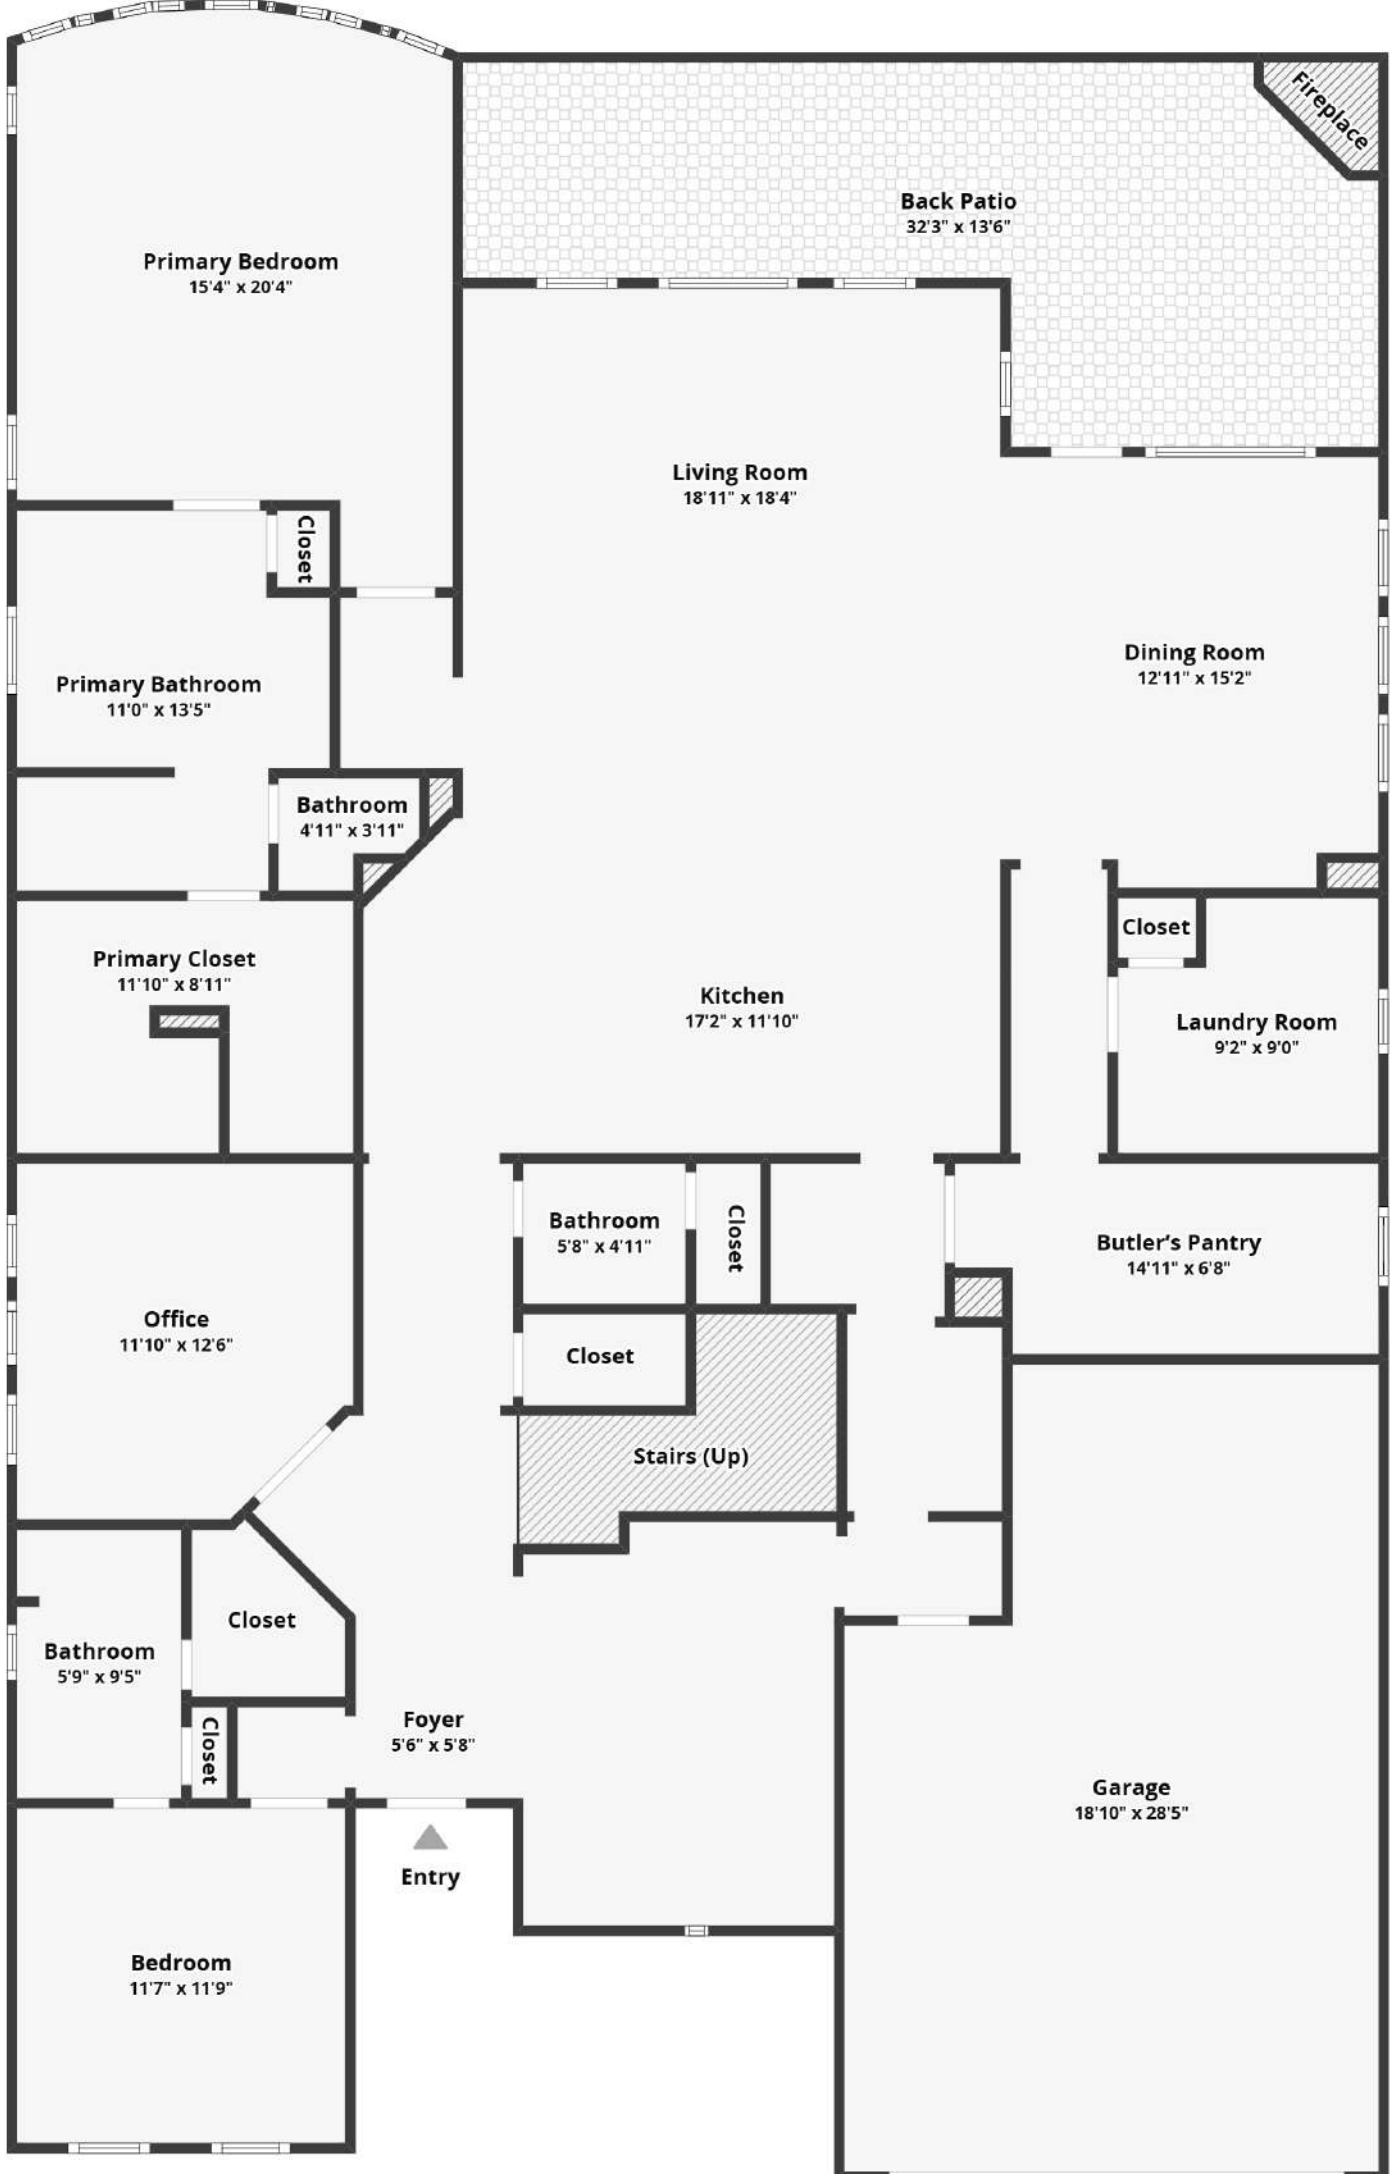 Fireplace
Back Patio
32'3" x 13'6"
Primary Bedroom
15'4" x 20'4"
Living Room
18'11" x 18'4"
Closet
Dining Room
12'11" x 15'2"
Primary Bathroom
11'0" x 13'5"
Bathroom
4'11" x 3'11"
Closet
Primary Closet
11'10" x 8'11"
Kitchen
17'2" x 11'10"
Laundry Room
9'2" x 9'0"
Bathroom
5'8" x 4'11"
Closet
Butler’s Pantry
14'11" x 6'8"
Office
11'10" x 12'6"
Closet
Stairs (Up)
Closet
Bathroom
5'9" x 9'5"
Closet
Foyer
5'6" x 5'8"
Garage
18'10" x 28'5"
Entry
Bedroom
11'7" x 11'9"